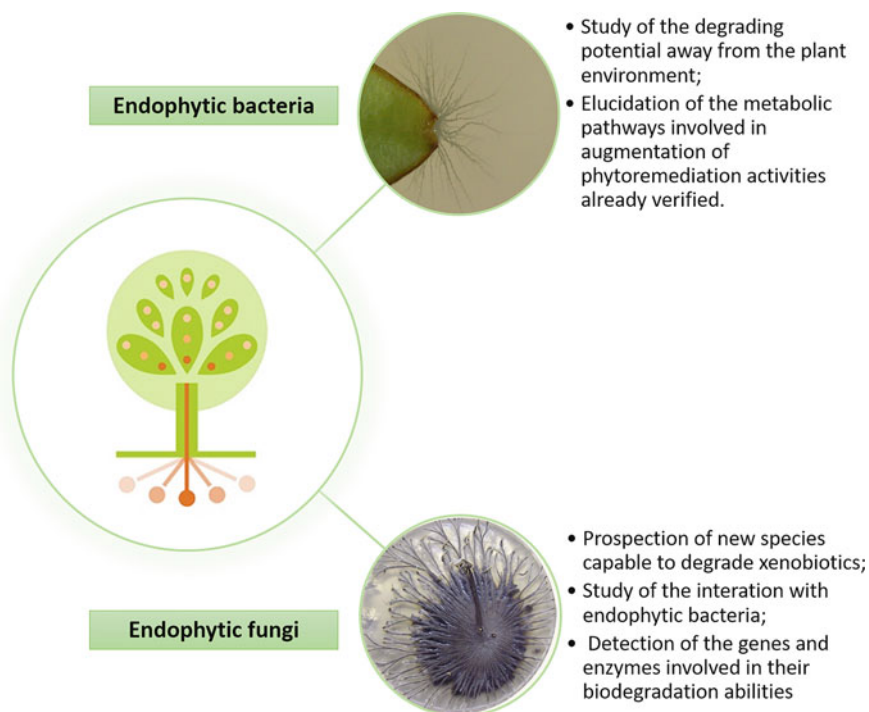 Endophytic bacteria
• Study of the degrading
potential away from the plant
environment;
• Elucidation of the metabolic
pathways involved in
augmentation of
phytoremediation activities
already verified.
Endophytic fungi
• Prospection of new species
capable to degrade xenobiotics;
• Study of the interation with
endophytic bacteria;
• Detection of the genes and
enzymes involved in their
biodegradation abilities